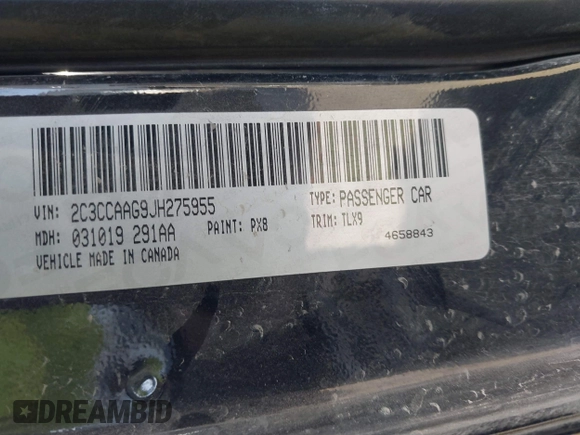 VIN: 2C3CCAAG9JH275955 TYPE: PASSENGER CAR
MDH: 031019 291AA PAINT: PX8 TRIM: TLX9
VEHICLE MADE IN CANADA 4658843
DREAMBID